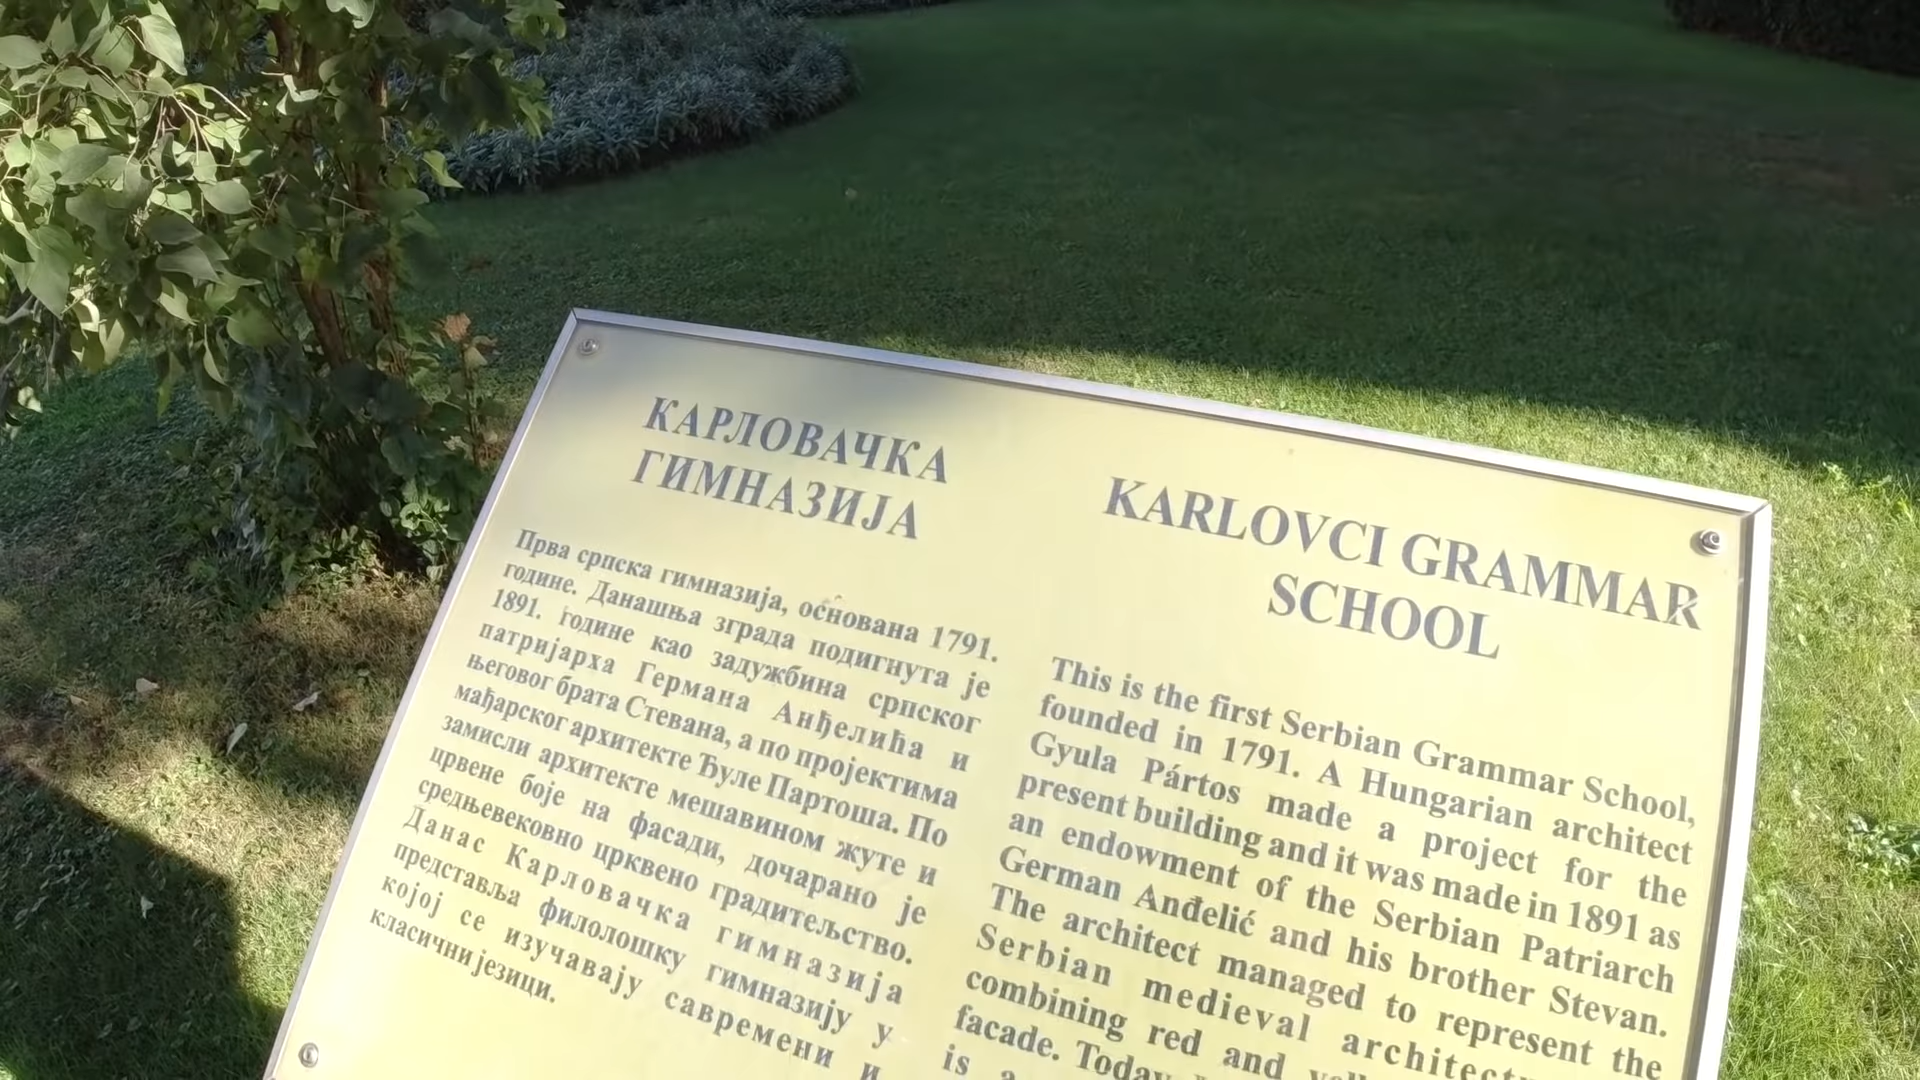 КАРЛОВАЧКА
ГИМНАЗИЈА
Прва српска гимназија, основана 1791.
године. Данашња зграда подигнута је
1891. године као задужбина српског
патријарха Германа Анђелића и
његовог брата Стевана, а по пројектима
мађарског архитекте Ђуле Партоша. По
замисли архитекте мешавином жуте и
црвене боје на фасади, дочарано је
средњевековно црквено градитељство.
Данас Карловачка гимназија
представља филолошку гимназију у
којој се изучавају савремени и
класични језици.
KARLOVCI GRAMMAR
SCHOOL
This is the first Serbian Grammar School,
founded in 1791. A Hungarian architect
Gyula Pártos made a project for the
present building and it was made in 1891 as
an endowment of the Serbian Patriarch
German Anđelić and his brother Stevan.
The architect managed to represent the
Serbian medieval
combining red and
facade. Today
is a